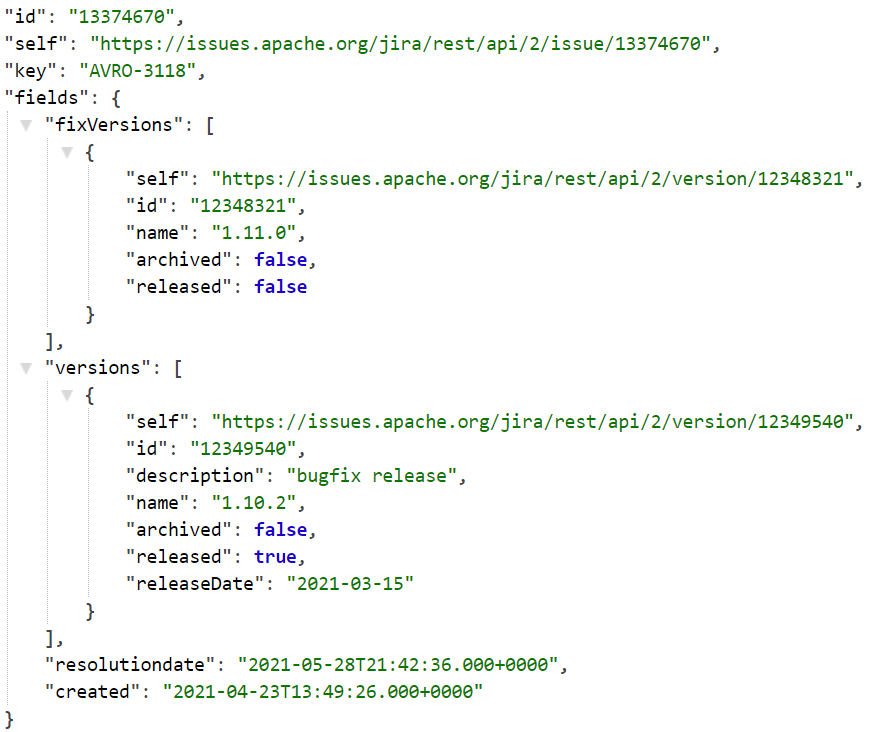 "id": "13374670",
"self": "https://issues.apache.org/jira/rest/api/2/issue/13374670",
"key": "AVRO-3118",
"fields": {
"fixVersions": [
{
"self": "https://issues.apache.org/jira/rest/api/2/version/12348321",
"id": "12348321",
"name": "1.11.0",
"archived": false,
"released": false
}
],
"versions": [
{
"self": "https://issues.apache.org/jira/rest/api/2/version/12349540",
"id": "12349540",
"description": "bugfix release",
"name": "1.10.2",
"archived": false,
"released": true,
"releaseDate": "2021-03-15"
}
],
"resolutiondate": "2021-05-28T21:42:36.000+0000",
"created": "2021-04-23T13:49:26.000+0000"
}